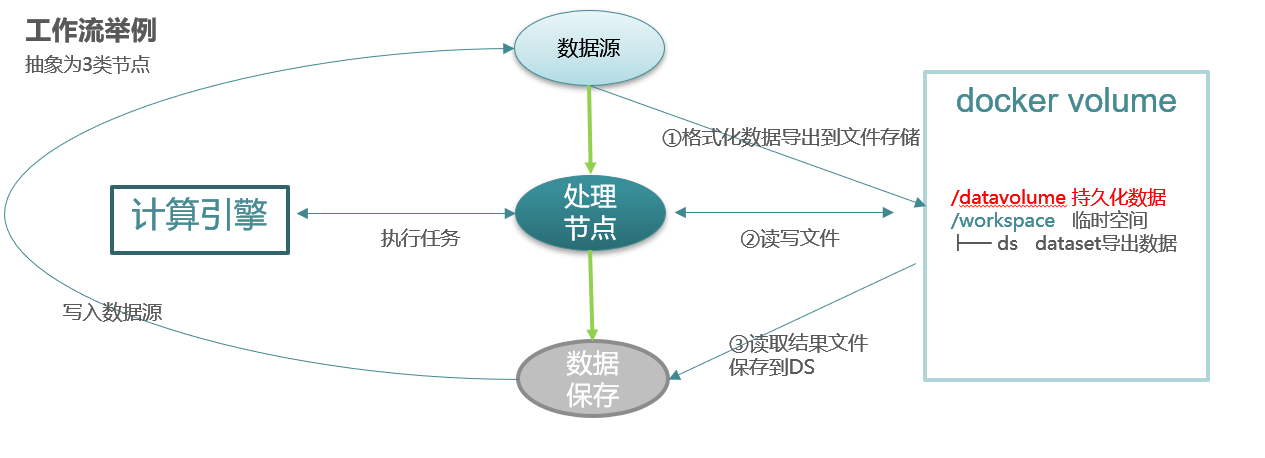 工作流举例
抽象为3类节点
数据源
docker volume
①格式化数据导出到文件存储
计算引擎
处理
节点
/datavolume 持久化数据
/workspace 临时空间
├── ds dataset导出数据
执行任务
②读写文件
写入数据源
③读取结果文件
保存到DS
数据
保存